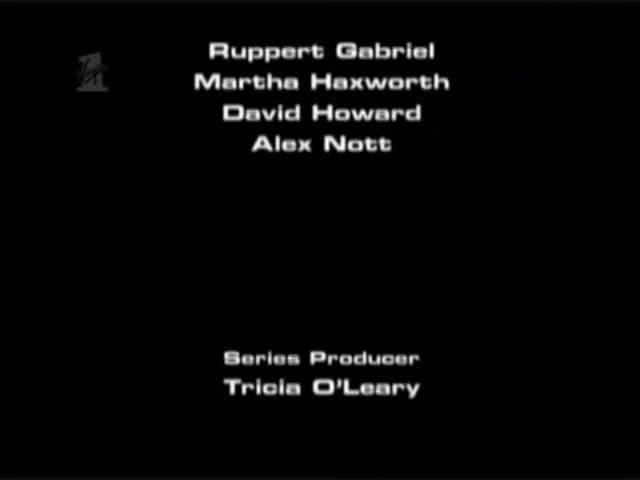 Ruppert Gabriel
Martha Haxworth
David Howard
Alex Nott
Series Producer
Tricia O'Leary